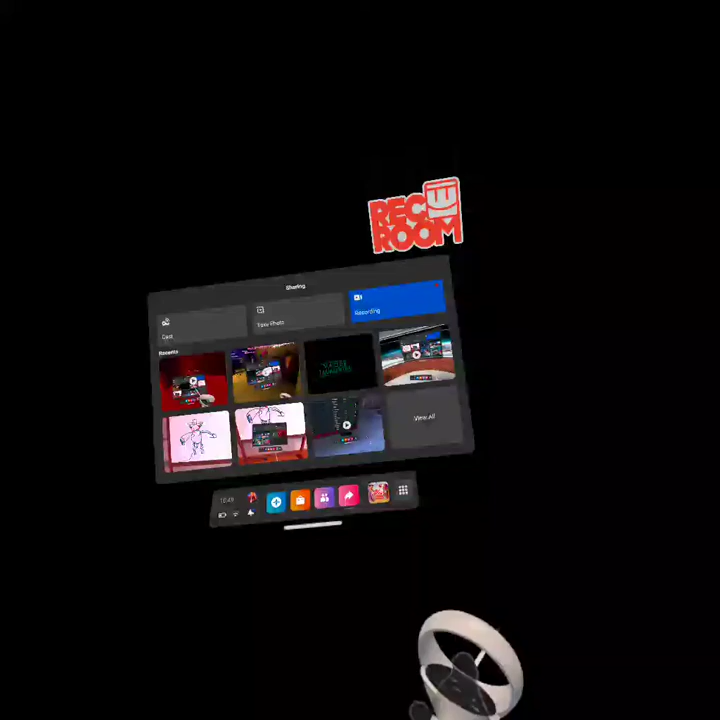 REC
ROOM
Sharing
Cast
Take Photo
Recording
Recents
View All